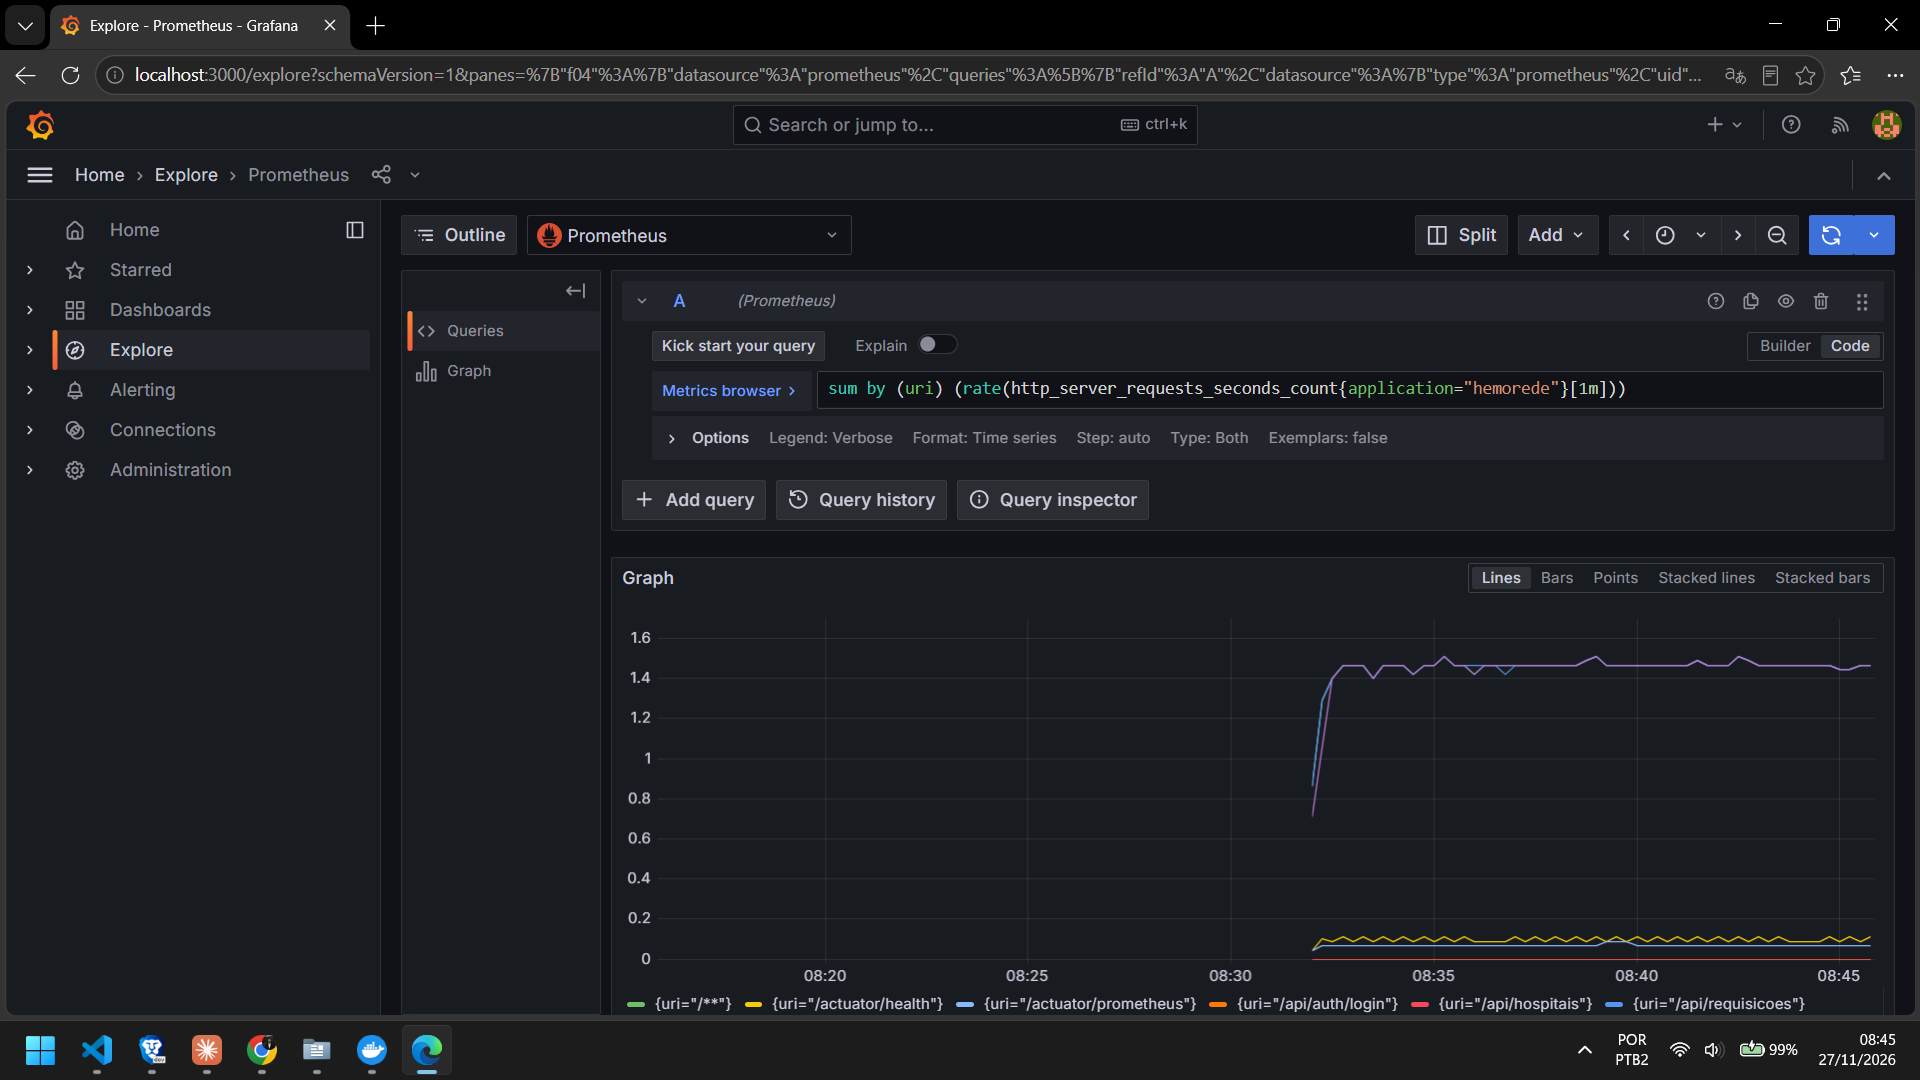 Explore - Prometheus - Grafana
localhost:3000/explore?schemaVersion=1&panes=%7B"f04"%3A%7B"datasource"%3A"prometheus"%2C"queries"%3A%5B%7B"refId"%3A"A"%2C"datasource"%3A%7B"type"%3A"prometheus"%2C"uid"...
Search or jump to... ctrl+k
Home › Explore › Prometheus
Home
Starred
Dashboards
Explore
Alerting
Connections
Administration
Outline
Prometheus
Split
Add
Queries
Graph
A (Prometheus)
Kick start your query
Explain
Builder
Code
Metrics browser ›
sum by (uri) (rate(http_server_requests_seconds_count{application="hemorede"}[1m]))
Options Legend: Verbose Format: Time series Step: auto Type: Both Exemplars: false
+ Add query
Query history
Query inspector
Graph
Lines Bars Points Stacked lines Stacked bars
1.6
1.4
1.2
1
0.8
0.6
0.4
0.2
0
08:20 08:25 08:30 08:35 08:40 08:45
{uri="/**"} {uri="/actuator/health"} {uri="/actuator/prometheus"} {uri="/api/auth/login"} {uri="/api/hospitais"} {uri="/api/requisicoes"}
dev
POR
PTB2
99%
08:45
27/11/2026